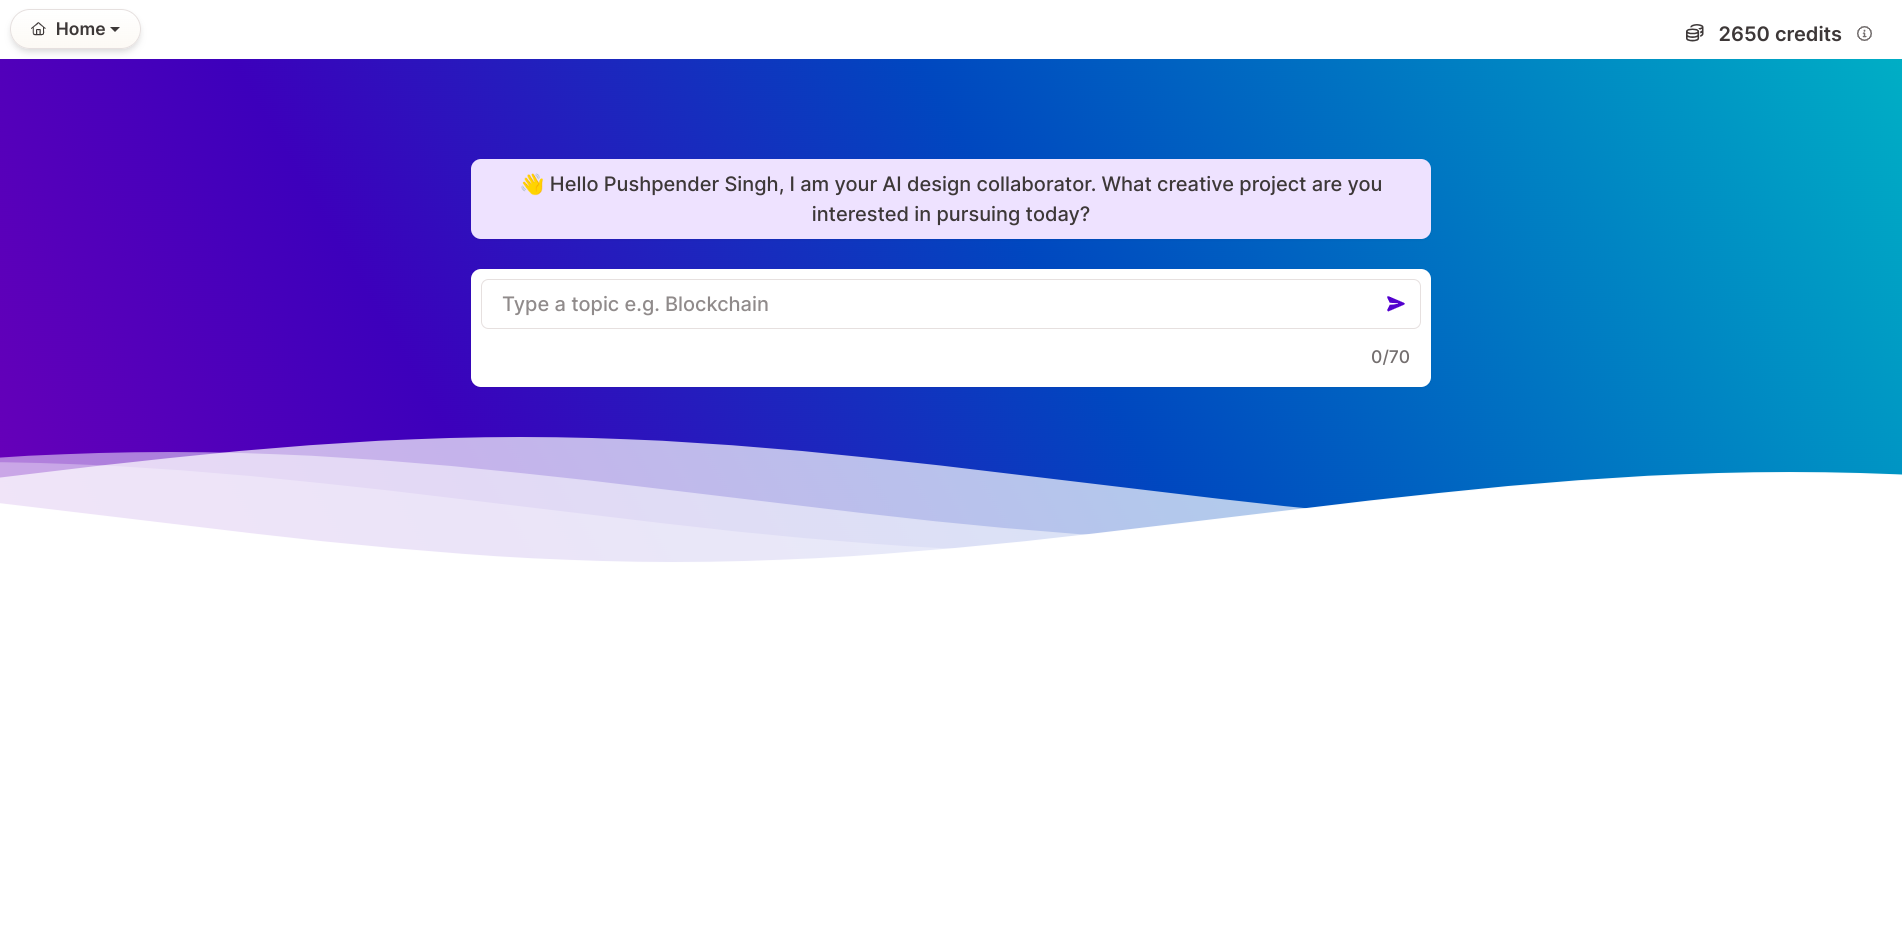 Home
2650 credits
👋 Hello Pushpender Singh, I am your AI design collaborator. What creative project are you
interested in pursuing today?
Type a topic e.g. Blockchain
0/70